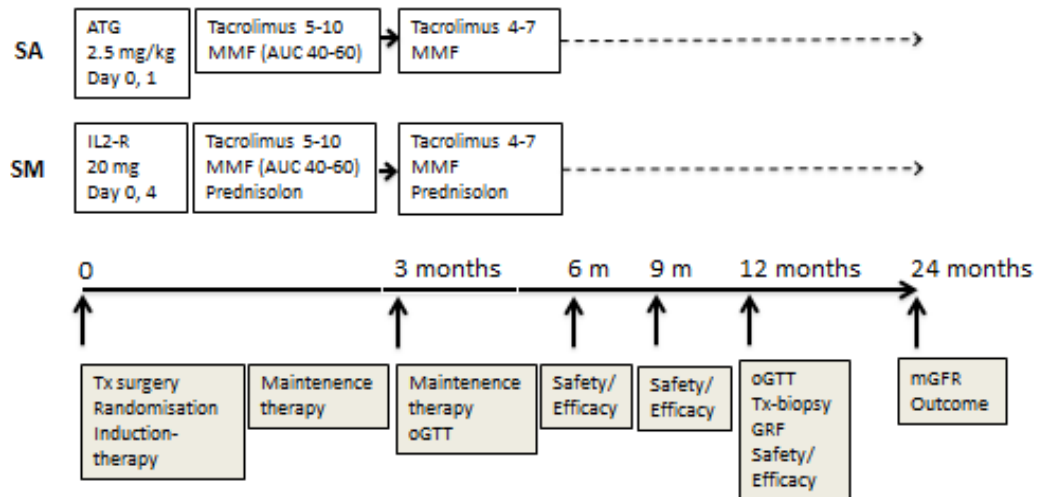 SA
ATG
2.5 mg/kg
Day 0, 1
Tacrolimus 5-10
MMF (AUC 40-60)
Tacrolimus 4-7
MMF
SM
IL2-R
20 mg
Day 0, 4
Tacrolimus 5-10
MMF (AUC 40-60)
Prednisolon
Tacrolimus 4-7
MMF
Prednisolon
0
3 months
6 m
9 m
12 months
24 months
Tx surgery
Randomisation
Induction-
therapy
Maintenence
therapy
Maintenence
therapy
oGTT
Safety/
Efficacy
Safety/
Efficacy
oGTT
Tx-biopsy
GRF
Safety/
Efficacy
mGFR
Outcome